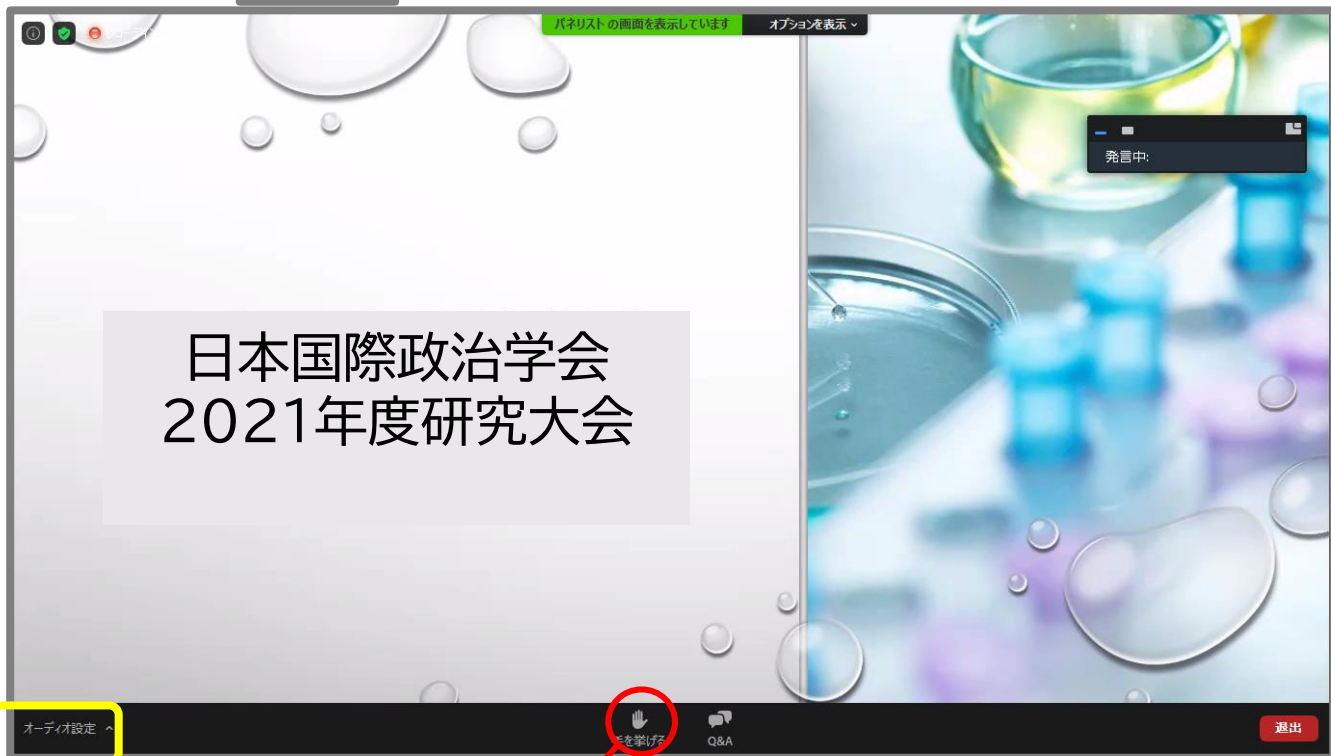 パネリスト の画面を表示しています
オプションを表示
発言中:
日本国際政治学会
2021年度研究大会
オーディオ設定
手を挙げる
Q&A
退出